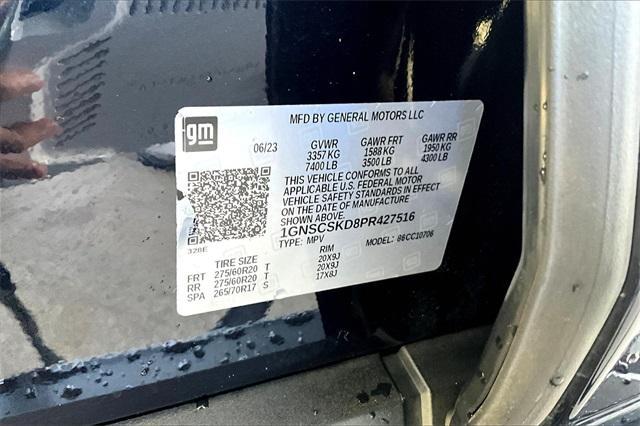 MFD BY GENERAL MOTORS LLC
gm
06/23 GVWR GAWR FRT GAWR RR
3357 KG 1588 KG 1950 KG
7400 LB 3500 LB 4300 LB
THIS VEHICLE CONFORMS TO ALL
APPLICABLE U.S. FEDERAL MOTOR
VEHICLE SAFETY STANDARDS IN EFFECT
ON THE DATE OF MANUFACTURE
SHOWN ABOVE.
1GNSCSKD8PR427516
328E TYPE: MPV MODEL: 86CC10706
TIRE SIZE RIM
FRT 275/60R20 T 20X9J
RR 275/60R20 T 20X9J
SPA 265/70R17 S 17X8J